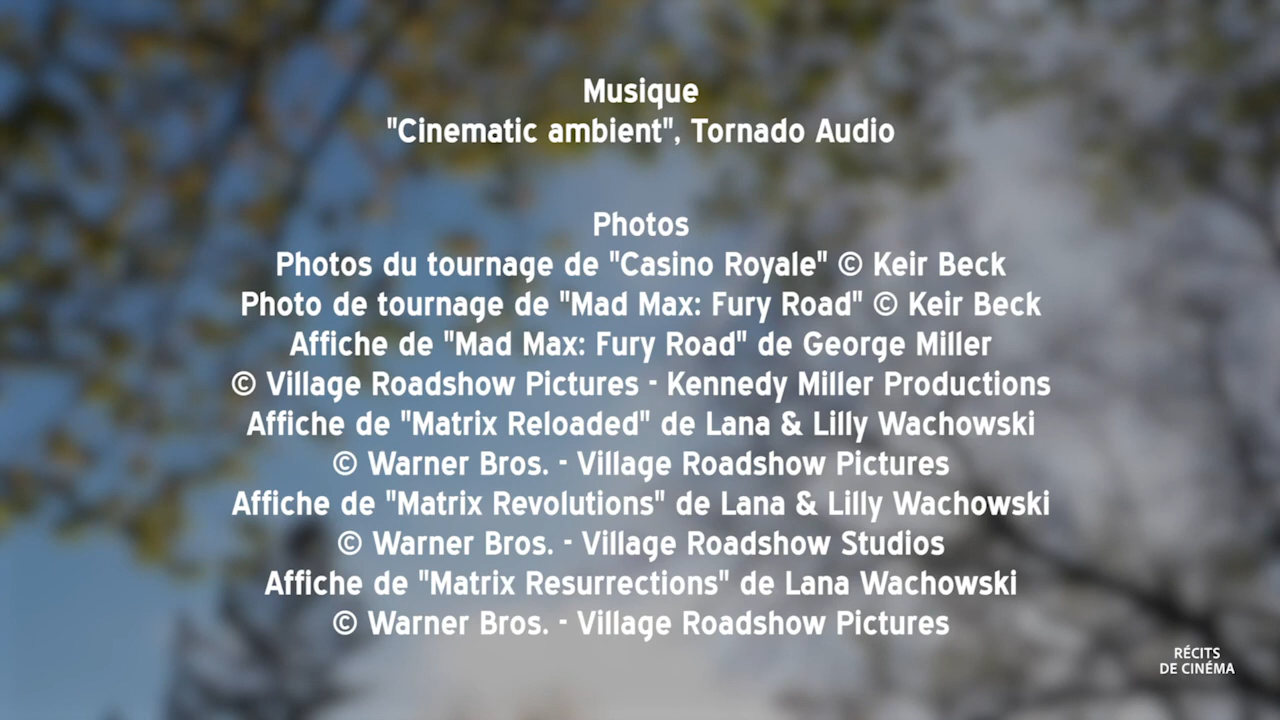 Musique
"Cinematic ambient", Tornado Audio
Photos
Photos du tournage de "Casino Royale" © Keir Beck
Photo de tournage de "Mad Max: Fury Road" © Keir Beck
Affiche de "Mad Max: Fury Road" de George Miller
© Village Roadshow Pictures - Kennedy Miller Productions
Affiche de "Matrix Reloaded" de Lana & Lilly Wachowski
© Warner Bros. - Village Roadshow Pictures
Affiche de "Matrix Revolutions" de Lana & Lilly Wachowski
© Warner Bros. - Village Roadshow Studios
Affiche de "Matrix Resurrections" de Lana Wachowski
© Warner Bros. - Village Roadshow Pictures
RÉCITS
DE CINÉMA